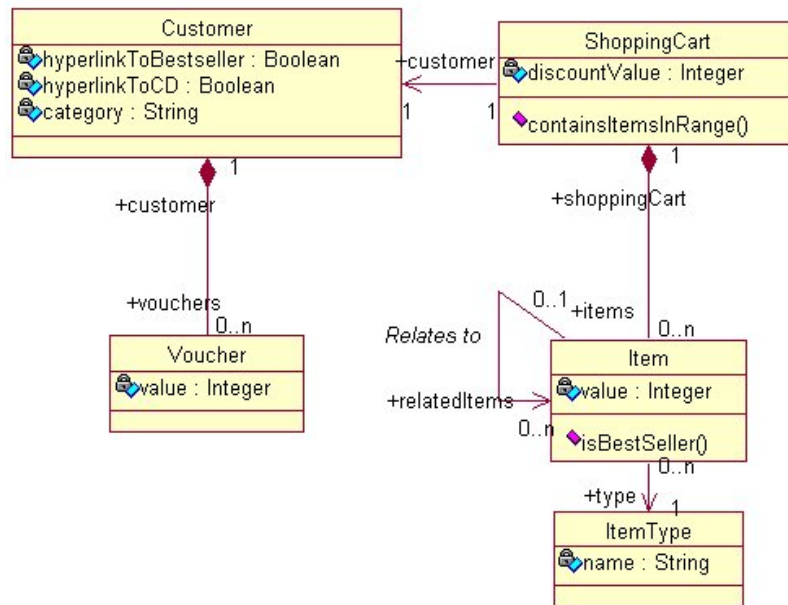 Customer
hyperlinkToBestseller : Boolean
hyperlinkToCD : Boolean
category : String
+customer
1
1
ShoppingCart
discountValue : Integer
containsItemsInRange()
1
+customer
1
+shoppingCart
+vouchers
0..n
Voucher
value : Integer
Relates to
0..1
+items
0..n
+relatedItems
0..n
Item
value : Integer
isBestSeller()
0..n
+type
1
ItemType
name : String